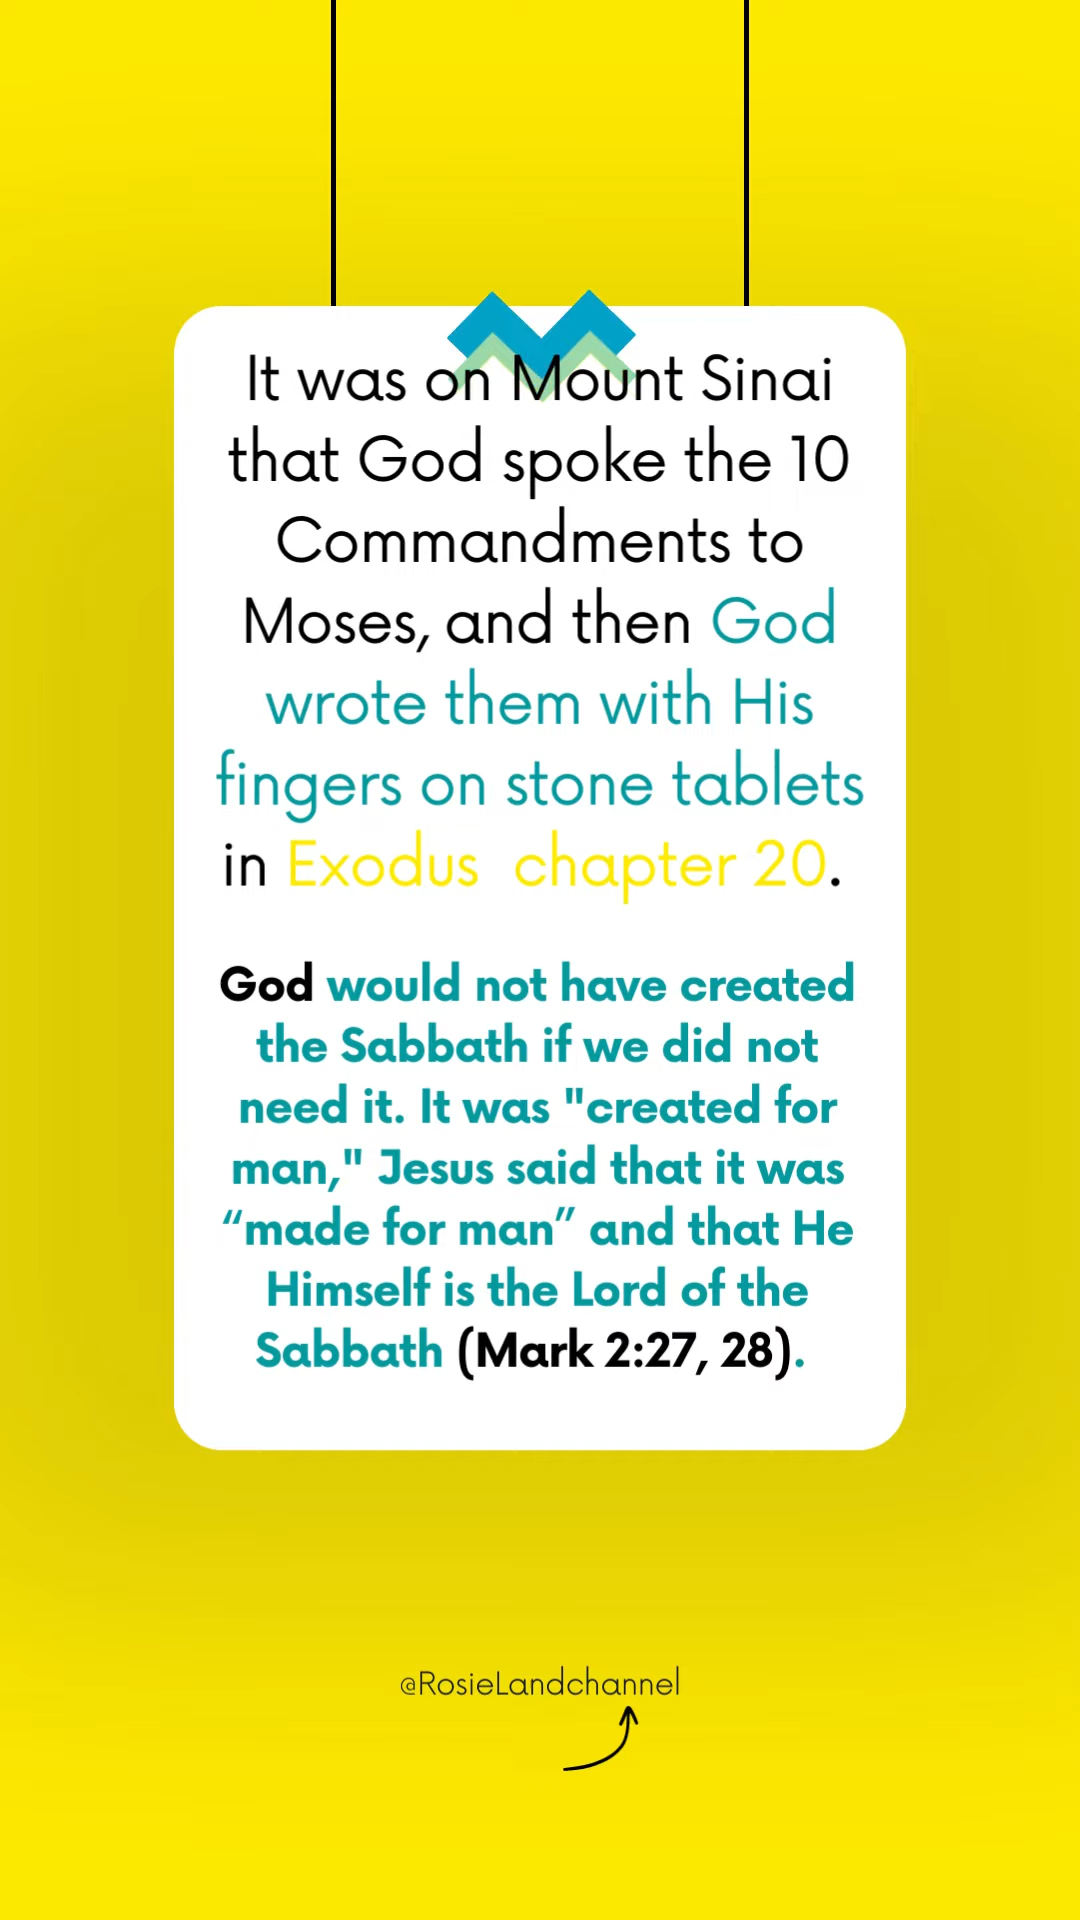 It was on Mount Sinai
that God spoke the 10
Commandments to
Moses, and then God
wrote them with His
fingers on stone tablets
in Exodus  chapter 20.
God would not have created
the Sabbath if we did not
need it. It was "created for
man," Jesus said that it was
“made for man” and that He
Himself is the Lord of the
Sabbath (Mark 2:27, 28).
@RosieLandchannel